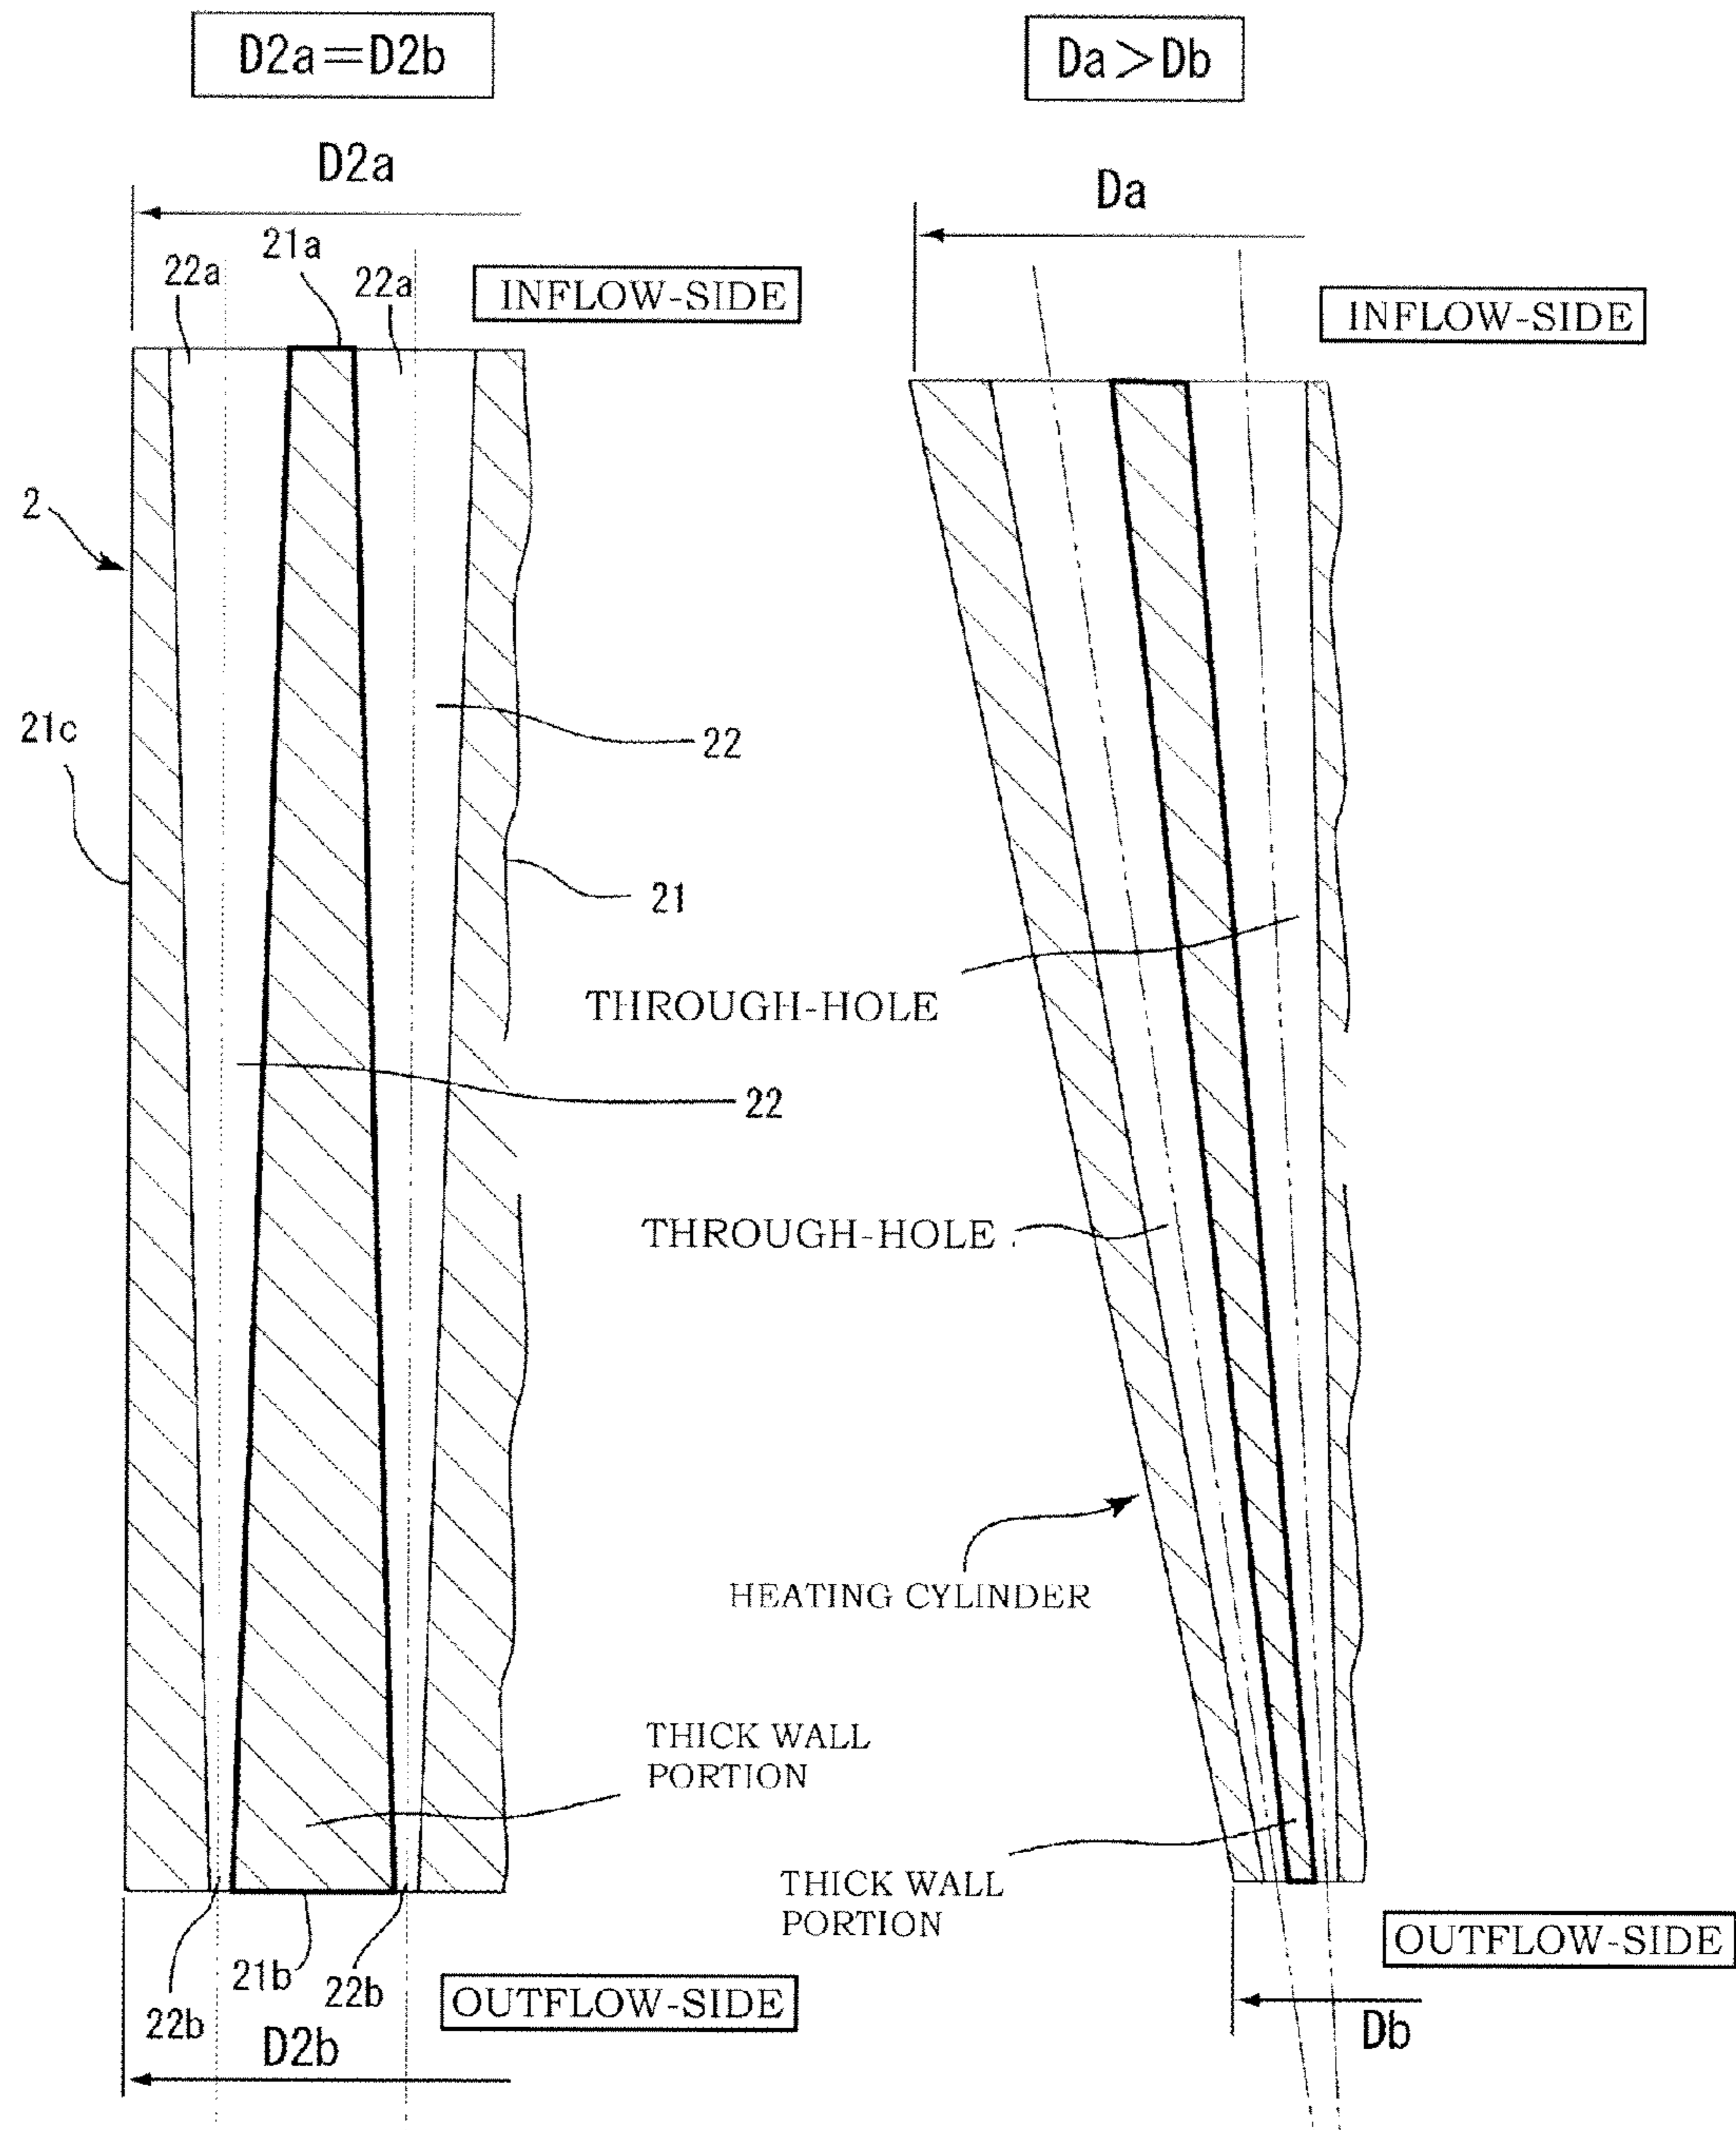 D2a=D2b
D2a
21a
22a
22a
INFLOW-SIDE
2
21c
22
21
22
THICK WALL
PORTION
21b
22b
22b
OUTFLOW-SIDE
D2b
Da>Db
Da
INFLOW-SIDE
THROUGH-HOLE
THROUGH-HOLE
HEATING CYLINDER
THICK WALL
PORTION
OUTFLOW-SIDE
Db